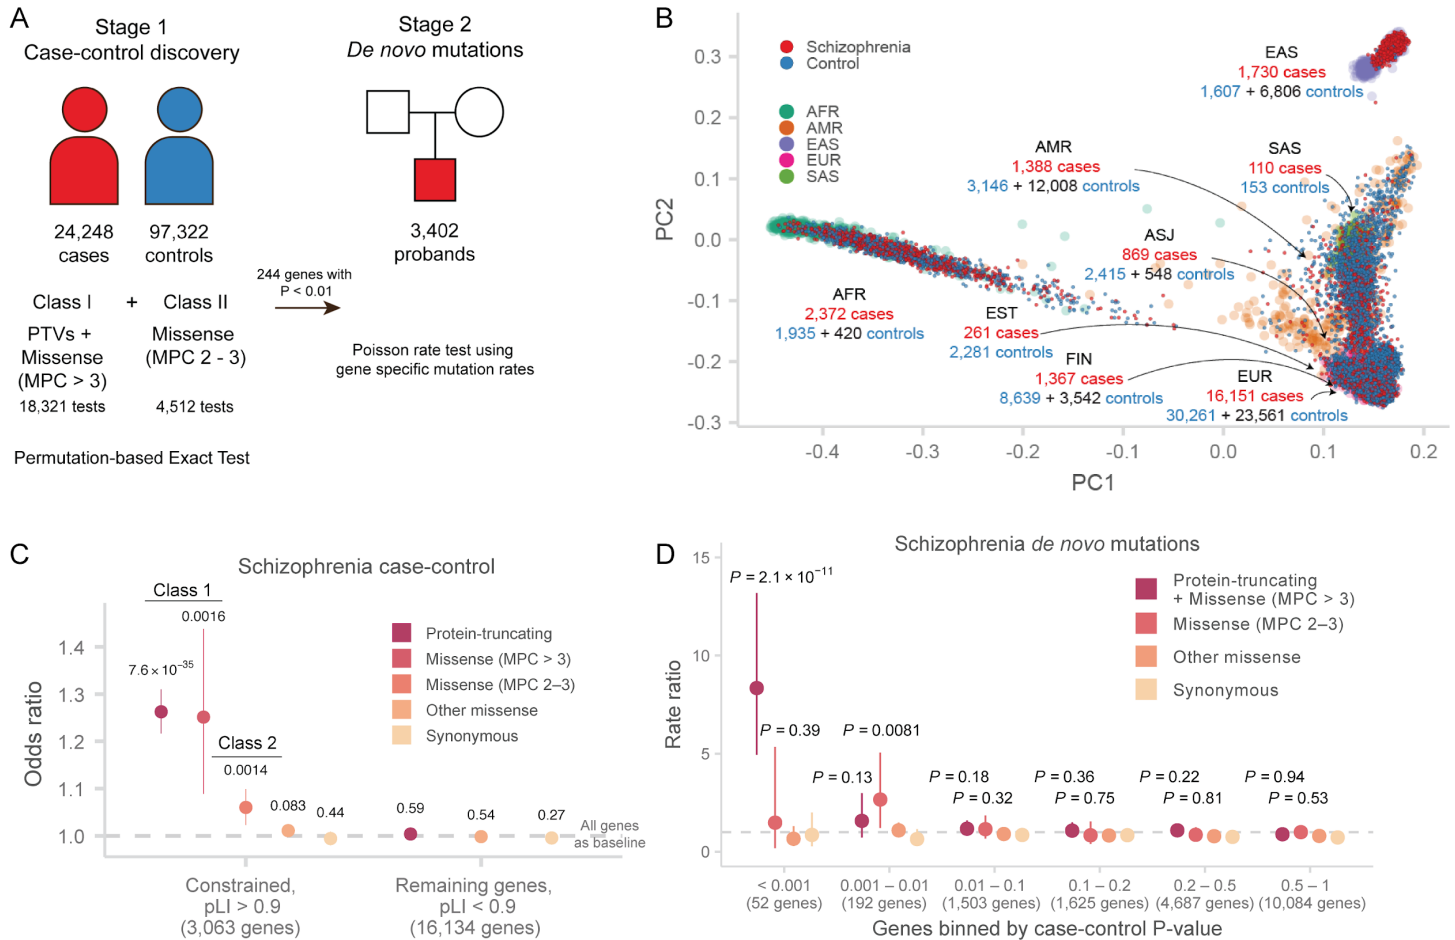 A
Stage 1
Case-control discovery
24,248
cases
97,322
controls
Class I + Class II
PTVs +
Missense
(MPC > 3)
Missense
(MPC 2 - 3)
18,321 tests
4,512 tests
Permutation-based Exact Test
244 genes with
P < 0.01
Stage 2
De novo mutations
3,402
probands
Poisson rate test using
gene specific mutation rates
B
Schizophrenia
Control
AFR
AMR
EAS
EUR
SAS
EAS
1,730 cases
1,607 + 6,806 controls
AMR
1,388 cases
3,146 + 12,008 controls
SAS
110 cases
153 controls
ASJ
869 cases
2,415 + 548 controls
AFR
2,372 cases
1,935 + 420 controls
EST
261 cases
2,281 controls
FIN
1,367 cases
8,639 + 3,542 controls
EUR
16,151 cases
30,261 + 23,561 controls
PC2
0.3
0.2
0.1
0.0
-0.1
-0.2
-0.3
-0.4 -0.3 -0.2 -0.1 0.0 0.1 0.2
PC1
C
Schizophrenia case-control
Class 1
0.0016
7.6 × 10⁻³⁵
Class 2
0.0014
0.083
0.44
0.59
0.54
0.27
All genes
as baseline
Protein-truncating
Missense (MPC > 3)
Missense (MPC 2–3)
Other missense
Synonymous
Odds ratio
1.4
1.3
1.2
1.1
1.0
Constrained,
pLI > 0.9
(3,063 genes)
Remaining genes,
pLI < 0.9
(16,134 genes)
D
Schizophrenia de novo mutations
P = 2.1 × 10⁻¹¹
P = 0.39
P = 0.13
P = 0.0081
P = 0.18
P = 0.32
P = 0.36
P = 0.75
P = 0.22
P = 0.81
P = 0.94
P = 0.53
Protein-truncating
+ Missense (MPC > 3)
Missense (MPC 2–3)
Other missense
Synonymous
Rate ratio
15
10
5
0
< 0.001
(52 genes)
0.001 – 0.01
(192 genes)
0.01 – 0.1
(1,503 genes)
0.1 – 0.2
(1,625 genes)
0.2 – 0.5
(4,687 genes)
0.5 – 1
(10,084 genes)
Genes binned by case-control P-value